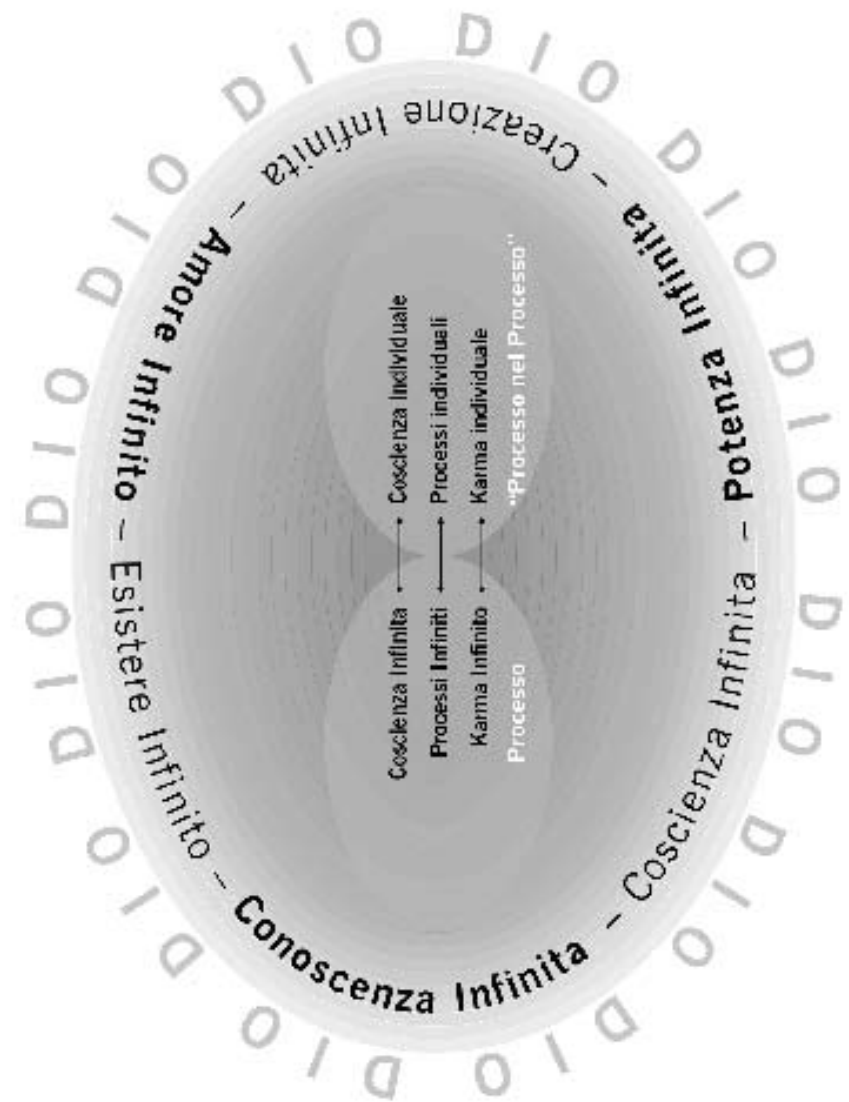 DIO DIO DIO DIO DIO DIO DIO DIO DIO DIO DIO DIO
Amore Infinito – Esistere Infinito – Conoscenza Infinita – Coscienza Infinita – Potenza Infinita – Creazione Infinita –
Coscienza Infinita ↔ Coscienza Individuale
Processi Infiniti ↔ Processi individuali
Karma Infinito ↔ Karma individuale
Processo "Processo nel Processo"